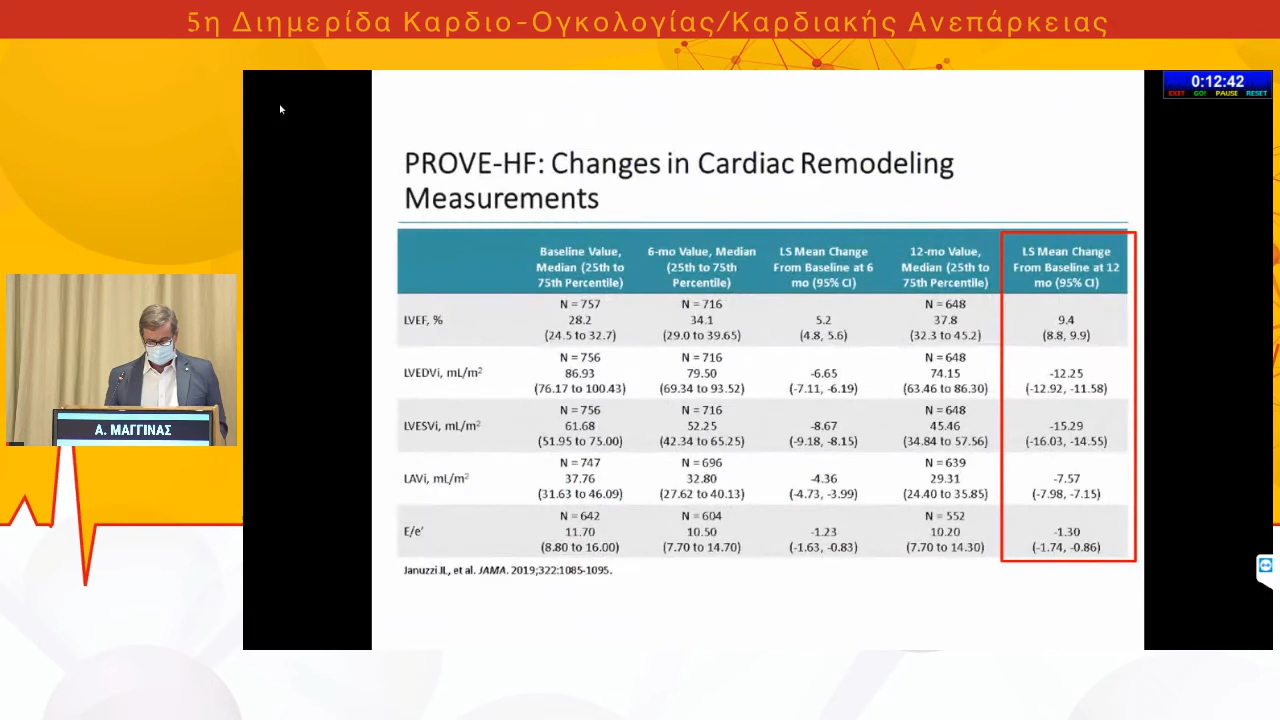 5η Διημερίδα Καρδιο-Ογκολογίας/Καρδιακής Ανεπάρκειας
0:12:42
EXIT GO! PAUSE RESET
PROVE-HF: Changes in Cardiac Remodeling
Measurements
Baseline Value,
Median (25th to
75th Percentile)
6-mo Value, Median
(25th to 75th
Percentile)
LS Mean Change
From Baseline at 6
mo (95% CI)
12-mo Value,
Median (25th to
75th Percentile)
LS Mean Change
From Baseline at 12
mo (95% CI)
LVEF, %
N = 757
28.2
(24.5 to 32.7)
N = 716
34.1
(29.0 to 39.65)
5.2
(4.8, 5.6)
N = 648
37.8
(32.3 to 45.2)
9.4
(8.8, 9.9)
LVEDVi, mL/m²
N = 756
86.93
(76.17 to 100.43)
N = 716
79.50
(69.34 to 93.52)
-6.65
(-7.11, -6.19)
N = 648
74.15
(63.46 to 86.30)
-12.25
(-12.92, -11.58)
LVESVi, mL/m²
N = 756
61.68
(51.95 to 75.00)
N = 716
52.25
(42.34 to 65.25)
-8.67
(-9.18, -8.15)
N = 648
45.46
(34.84 to 57.56)
-15.29
(-16.03, -14.55)
LAVi, mL/m²
N = 747
37.76
(31.63 to 46.09)
N = 696
32.80
(27.62 to 40.13)
-4.36
(-4.73, -3.99)
N = 639
29.31
(24.40 to 35.85)
-7.57
(-7.98, -7.15)
E/e'
N = 642
11.70
(8.80 to 16.00)
N = 604
10.50
(7.70 to 14.70)
-1.23
(-1.63, -0.83)
N = 552
10.20
(7.70 to 14.30)
-1.30
(-1.74, -0.86)
Januzzi JL, et al. JAMA. 2019;322:1085-1095.
Α. ΜΑΓΓΙΝΑΣ